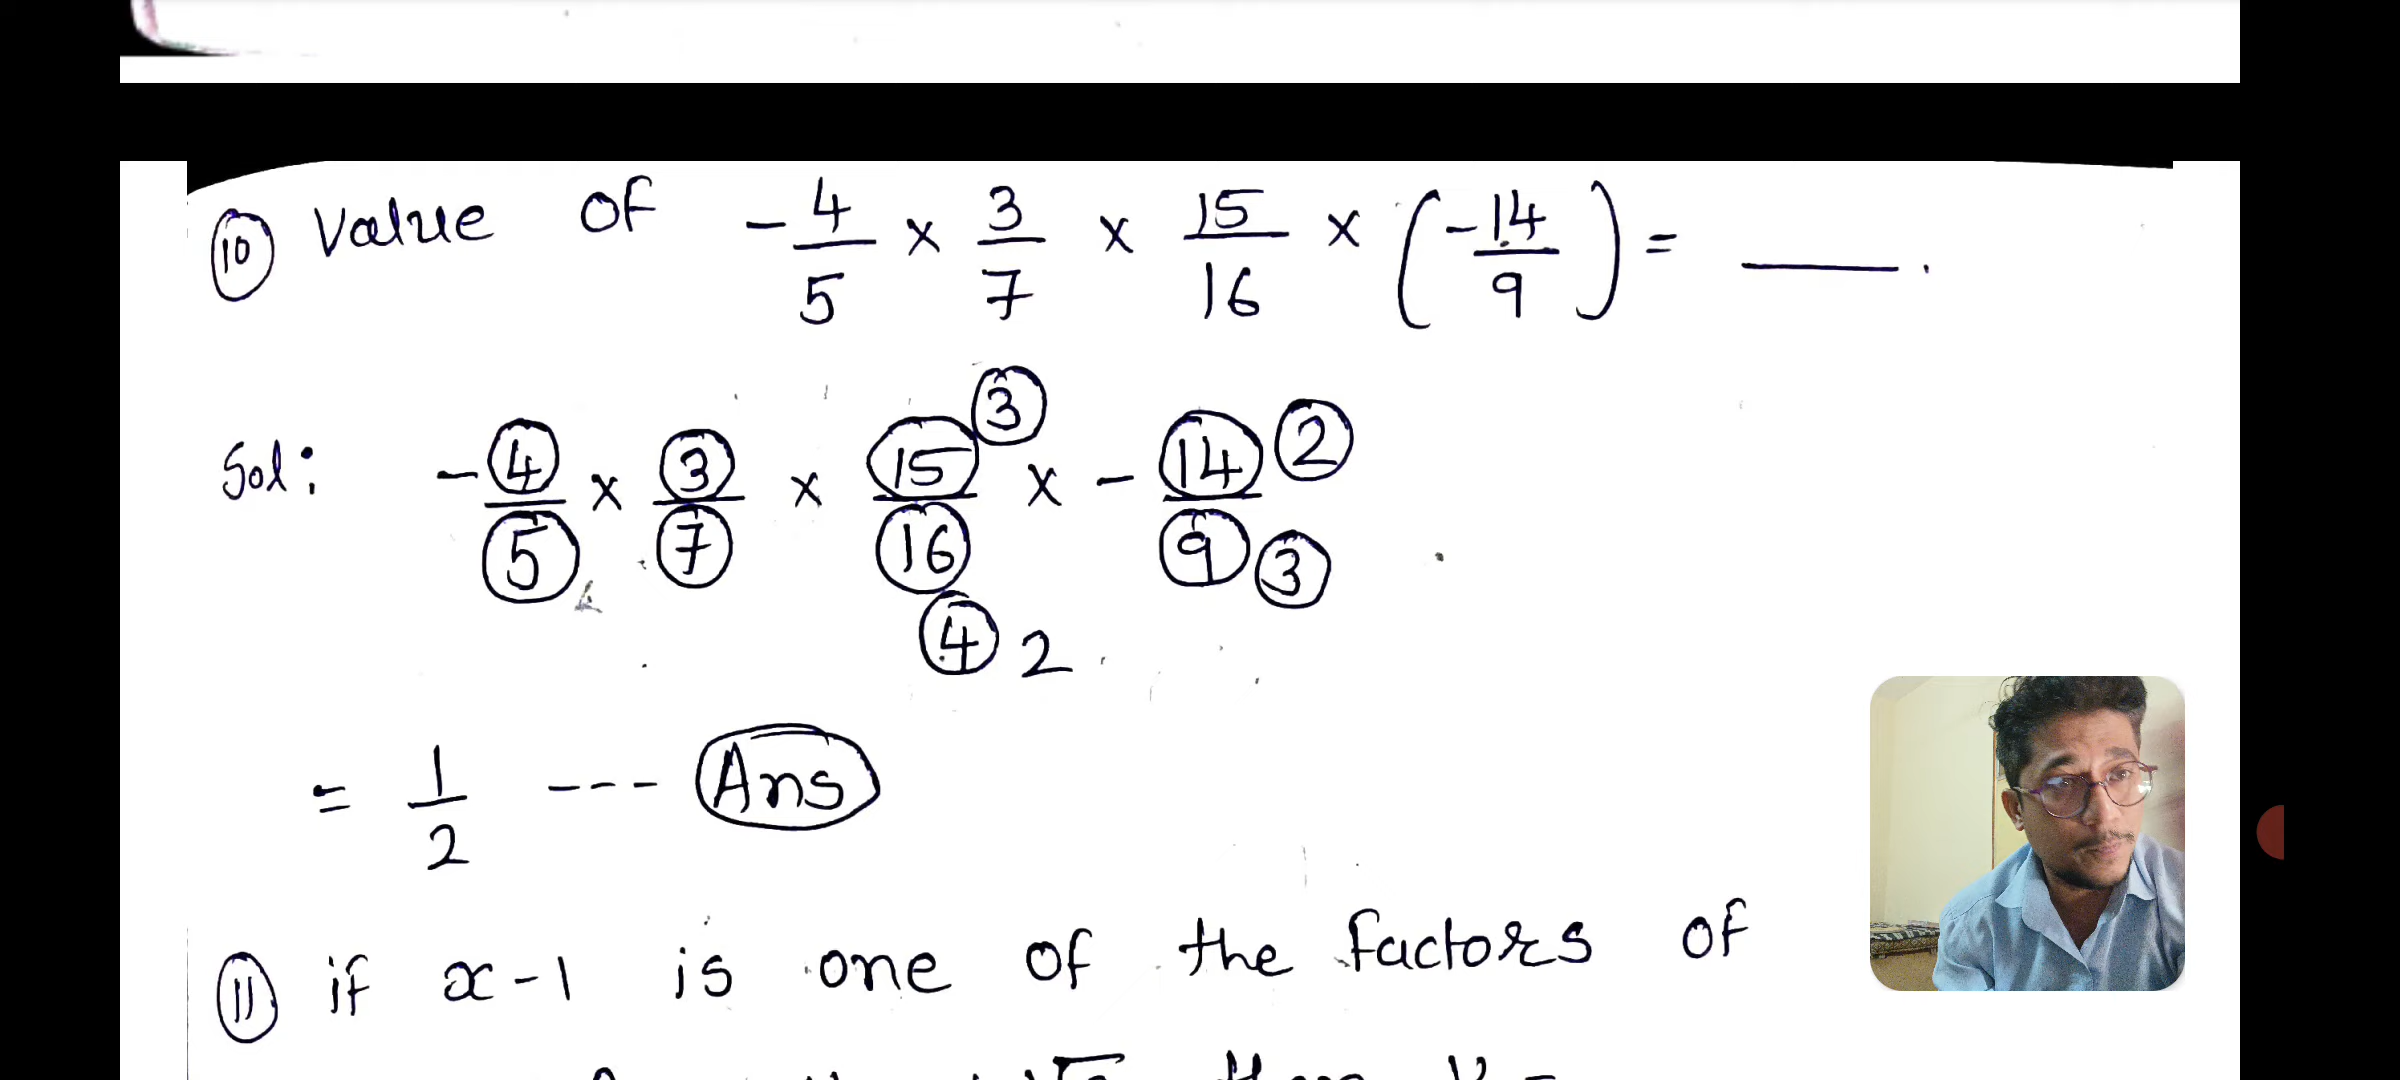 10 Value of -4/5 x 3/7 x 15/16 x (-14/9) = ____.
Sol: -4/5 x 3/7 x 15/16 x -14/9
3 2
3
4 2
= 1/2 --- Ans
11 if x-1 is one of the factors of